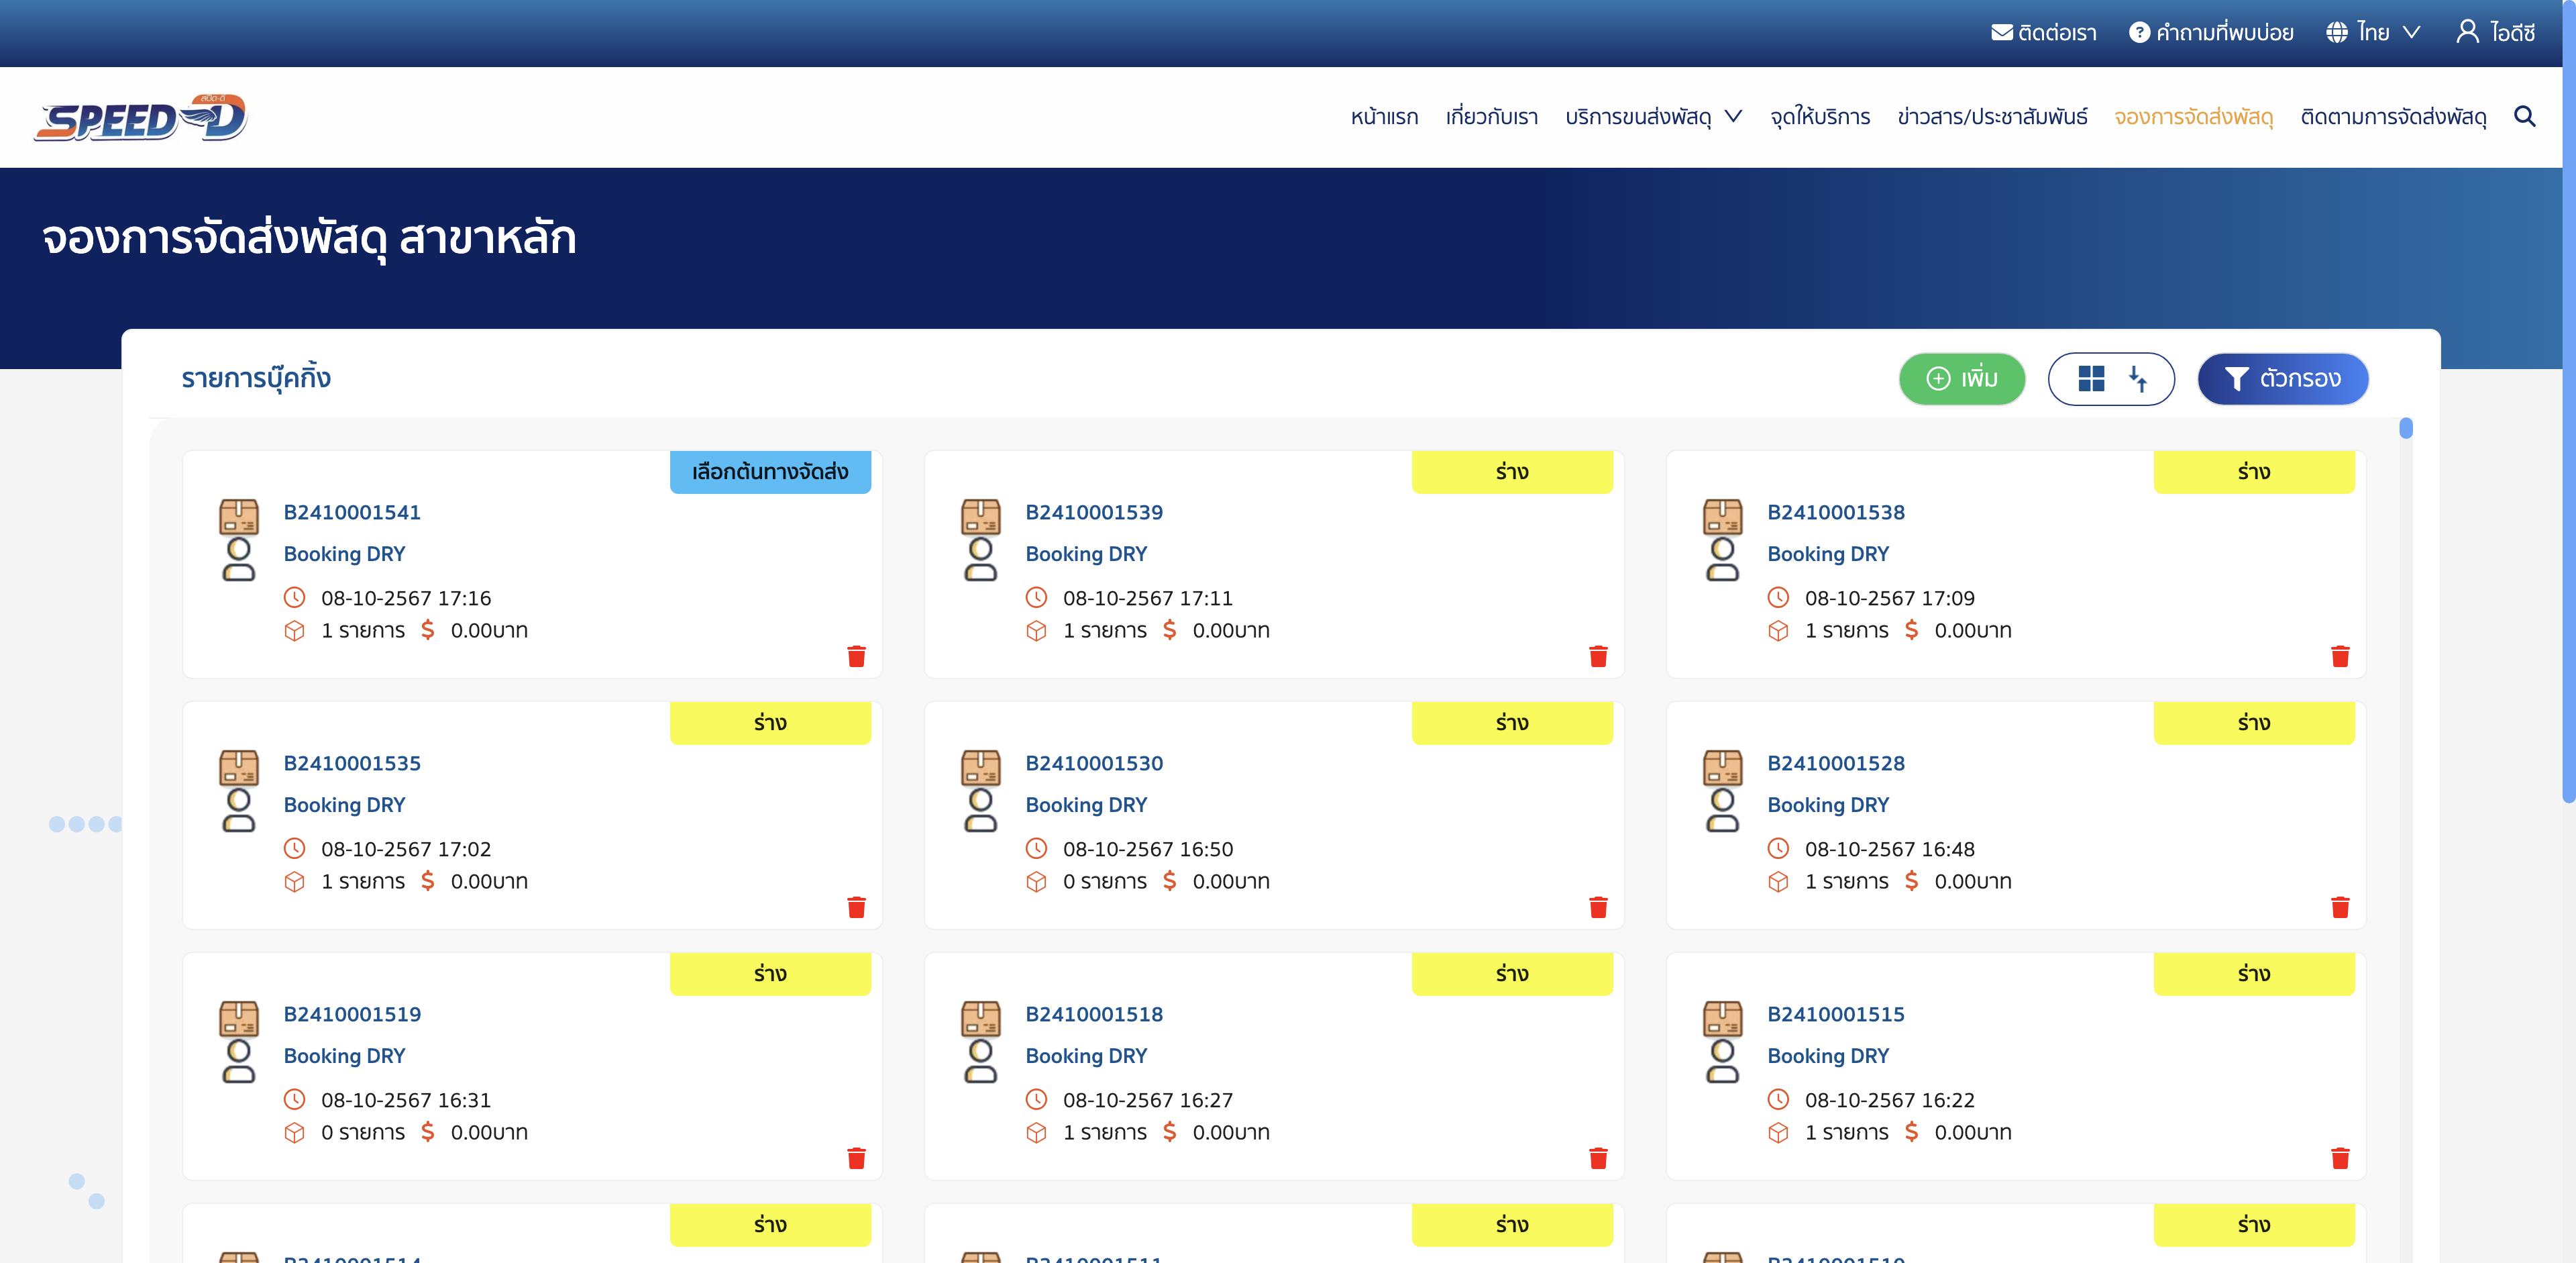 ติดต่อเรา คำถามที่พบบ่อย ไทย ไอดีซี
สปีด-ดี
SPEED-D
หน้าแรก เกี่ยวกับเรา บริการขนส่งพัสดุ จุดให้บริการ ข่าวสาร/ประชาสัมพันธ์ จองการจัดส่งพัสดุ ติดตามการจัดส่งพัสดุ
จองการจัดส่งพัสดุ สาขาหลัก
รายการบุ๊คกิ้ง เพิ่ม ตัวกรอง
เลือกต้นทางจัดส่ง
B2410001541
Booking DRY
08-10-2567 17:16
1 รายการ $ 0.00บาท
ร่าง
B2410001539
Booking DRY
08-10-2567 17:11
1 รายการ $ 0.00บาท
ร่าง
B2410001538
Booking DRY
08-10-2567 17:09
1 รายการ $ 0.00บาท
ร่าง
B2410001535
Booking DRY
08-10-2567 17:02
1 รายการ $ 0.00บาท
ร่าง
B2410001530
Booking DRY
08-10-2567 16:50
0 รายการ $ 0.00บาท
ร่าง
B2410001528
Booking DRY
08-10-2567 16:48
1 รายการ $ 0.00บาท
ร่าง
B2410001519
Booking DRY
08-10-2567 16:31
0 รายการ $ 0.00บาท
ร่าง
B2410001518
Booking DRY
08-10-2567 16:27
1 รายการ $ 0.00บาท
ร่าง
B2410001515
Booking DRY
08-10-2567 16:22
1 รายการ $ 0.00บาท
ร่าง
ร่าง
ร่าง